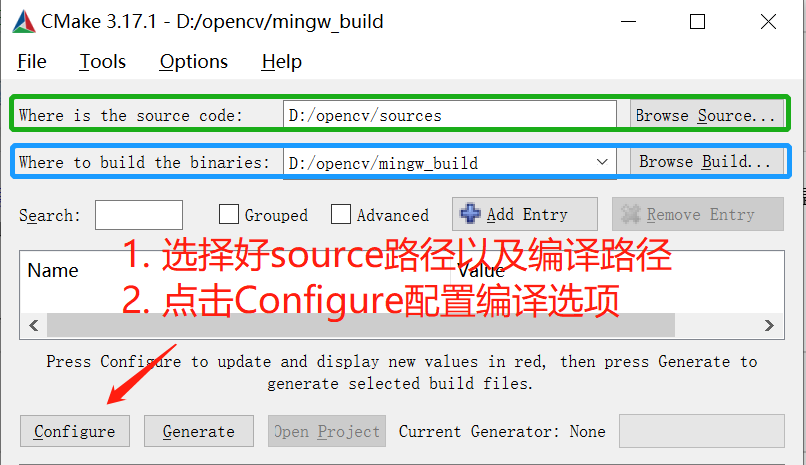 CMake 3.17.1 - D:/opencv/mingw_build
File Tools Options Help
Where is the source code: D:/opencv/sources Browse Source...
Where to build the binaries: D:/opencv/mingw_build Browse Build...
Search: Grouped Advanced Add Entry Remove Entry
1. 选择好source路径以及编译路径
Name Value
2. 点击Configure配置编译选项
Press Configure to update and display new values in red, then press Generate to
generate selected build files.
Configure Generate Open Project Current Generator: None